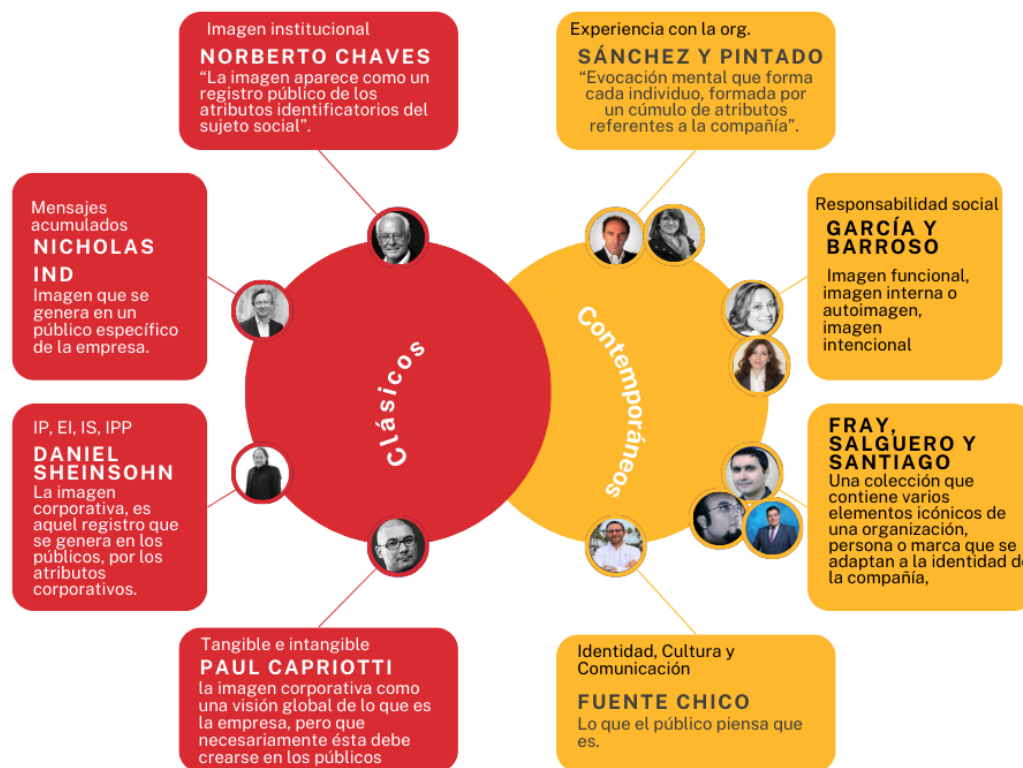 Imagen institucional
NORBERTO CHAVES
“La imagen aparece como un
registro público de los
atributos identificatorios del
sujeto social”.
Experiencia con la org.
SÁNCHEZ Y PINTADO
“Evocación mental que forma
cada individuo, formada por
un cúmulo de atributos
referentes a la compañía”.
Mensajes
acumulados
NICHOLAS
IND
Imagen que se
genera en un
público específico
de la empresa.
Responsabilidad social
GARCÍA Y
BARROSO
Imagen funcional,
imagen interna o
autoimagen,
imagen
intencional
Clásicos
Contemporáneos
IP, EI, IS, IPP
DANIEL
SHEINSOHN
La imagen
corporativa, es
aquel registro que
se genera en los
públicos, por los
atributos
corporativos.
FRAY,
SALGUERO Y
SANTIAGO
Una colección que
contiene varios
elementos icónicos de
una organización,
persona o marca que se
adaptan a la identidad de
la compañía,
Tangible e intangible
PAUL CAPRIOTTI
la imagen corporativa como
una visión global de lo que es
la empresa, pero que
necesariamente ésta debe
crearse en los públicos
Identidad, Cultura y
Comunicación
FUENTE CHICO
Lo que el público piensa que
es.